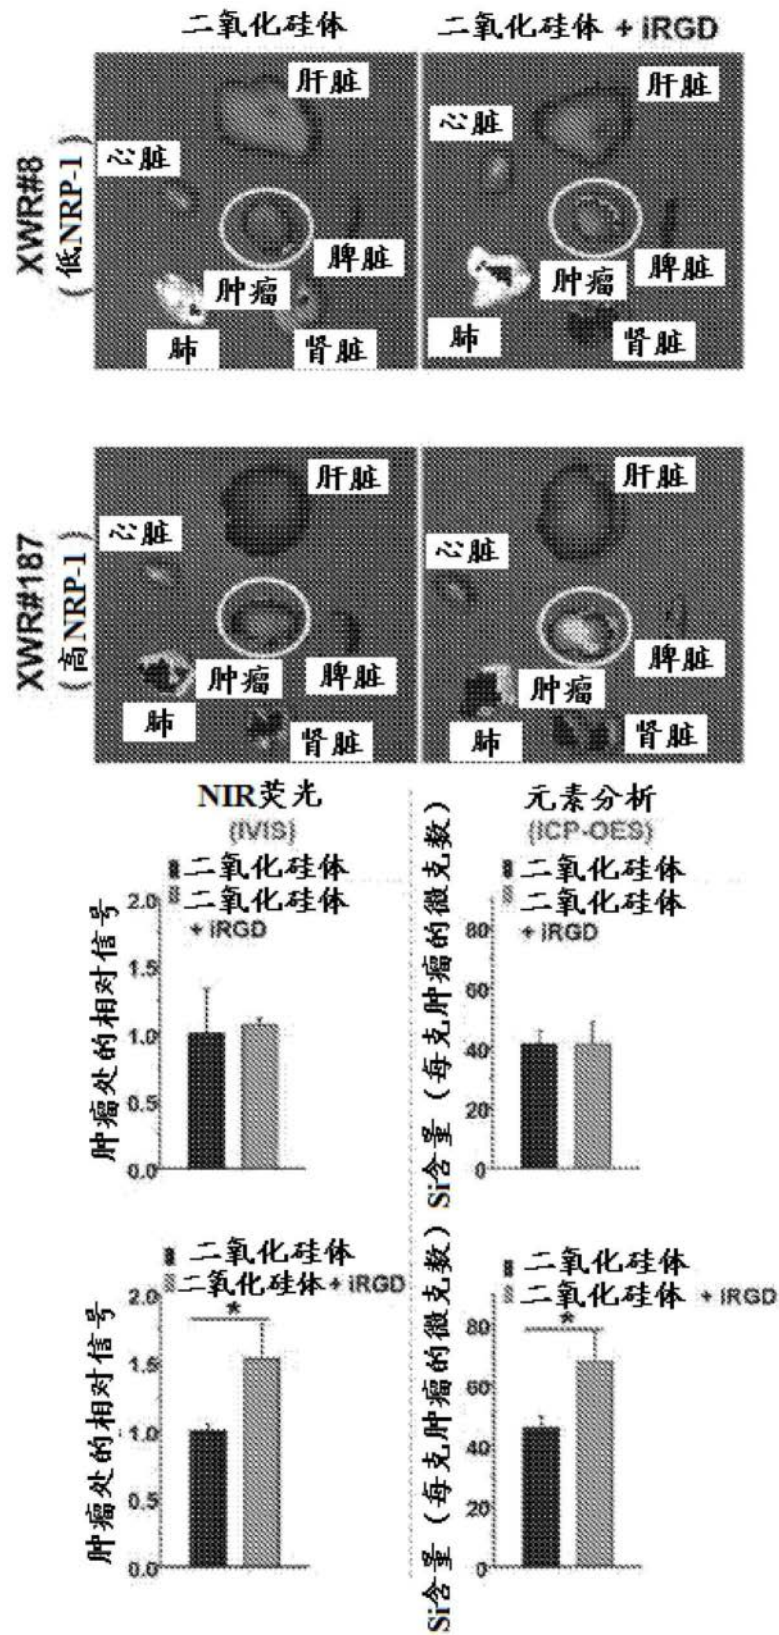 二氧化硅体
二氧化硅体 + iRGD
XWR#8
(低NRP-1)
肝脏
心脏
脾脏
肿瘤
肺
肾脏
肝脏
心脏
脾脏
肿瘤
肺
肾脏
XWR#187
(高NRP-1)
肝脏
心脏
脾脏
肿瘤
肺
肾脏
肝脏
心脏
脾脏
肿瘤
肺
肾脏
NIR荧光
(IVIS)
二氧化硅体
二氧化硅体
+ iRGD
肿瘤处的相对信号
2.0
1.5
1.0
0.5
0.0
元素分析
(ICP-OES)
二氧化硅体
二氧化硅体
+ iRGD
Si含量（每克肿瘤的微克数）
80
60
40
20
0
二氧化硅体
二氧化硅体 + iRGD
肿瘤处的相对信号
2.0
1.5
1.0
0.5
0.0
*
二氧化硅体
二氧化硅体 + iRGD
Si含量（每克肿瘤的微克数）
80
60
40
20
0
*